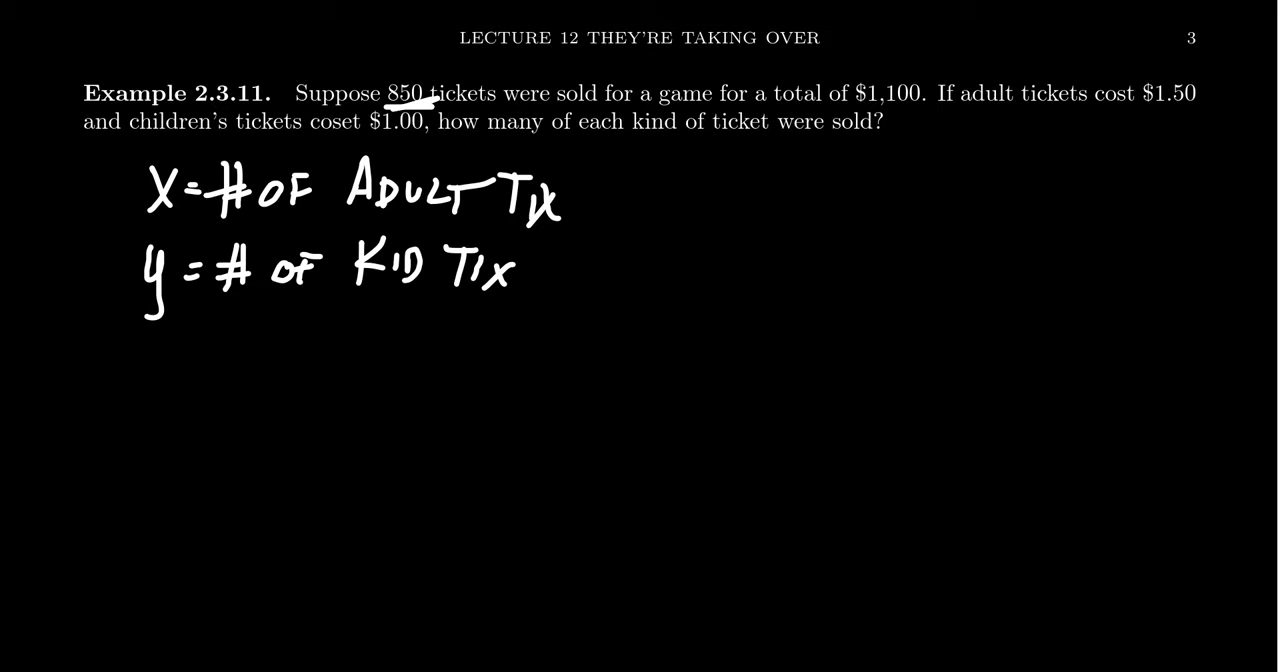 LECTURE 12 THEY'RE TAKING OVER 3
Example 2.3.11. Suppose 850 tickets were sold for a game for a total of $1,100. If adult tickets cost $1.50
and children's tickets coset $1.00, how many of each kind of ticket were sold?
X = # OF ADULT TIX
y = # OF KID TIX